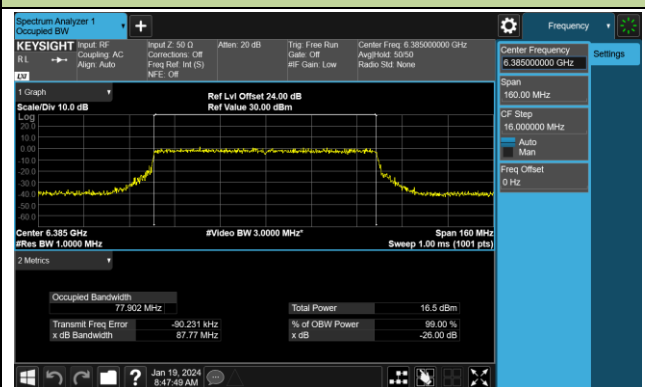 Spectrum Analyzer 1
Occupied BW
+
Frequency
KEYSIGHT
RL
LXI
Input: RF
Coupling: AC
Align: Auto
Input Z: 50 Ω
Corrections: Off
Freq Ref: Int (S)
NFE: Off
Atten: 20 dB
Trig: Free Run
Gate: Off
#IF Gain: Low
Center Freq: 6.385000000 GHz
Avg|Hold: 50/50
Radio Std: None
Center Frequency
6.385000000 GHz
Settings
Span
160.00 MHz
CF Step
16.000000 MHz
Auto
Man
Freq Offset
0 Hz
1 Graph
Scale/Div 10.0 dB
Ref Lvl Offset 24.00 dB
Ref Value 30.00 dBm
Log
20.0
10.0
0.00
-10.0
-20.0
-30.0
-40.0
-50.0
-60.0
Center 6.385 GHz
#Res BW 1.0000 MHz
#Video BW 3.0000 MHz*
Span 160 MHz
Sweep 1.00 ms (1001 pts)
2 Metrics
Occupied Bandwidth
77.902 MHz
Total Power 16.5 dBm
Transmit Freq Error -90.231 kHz
% of OBW Power 99.00 %
x dB Bandwidth 87.77 MHz
x dB -26.00 dB
?
Jan 19, 2024
8:47:49 AM